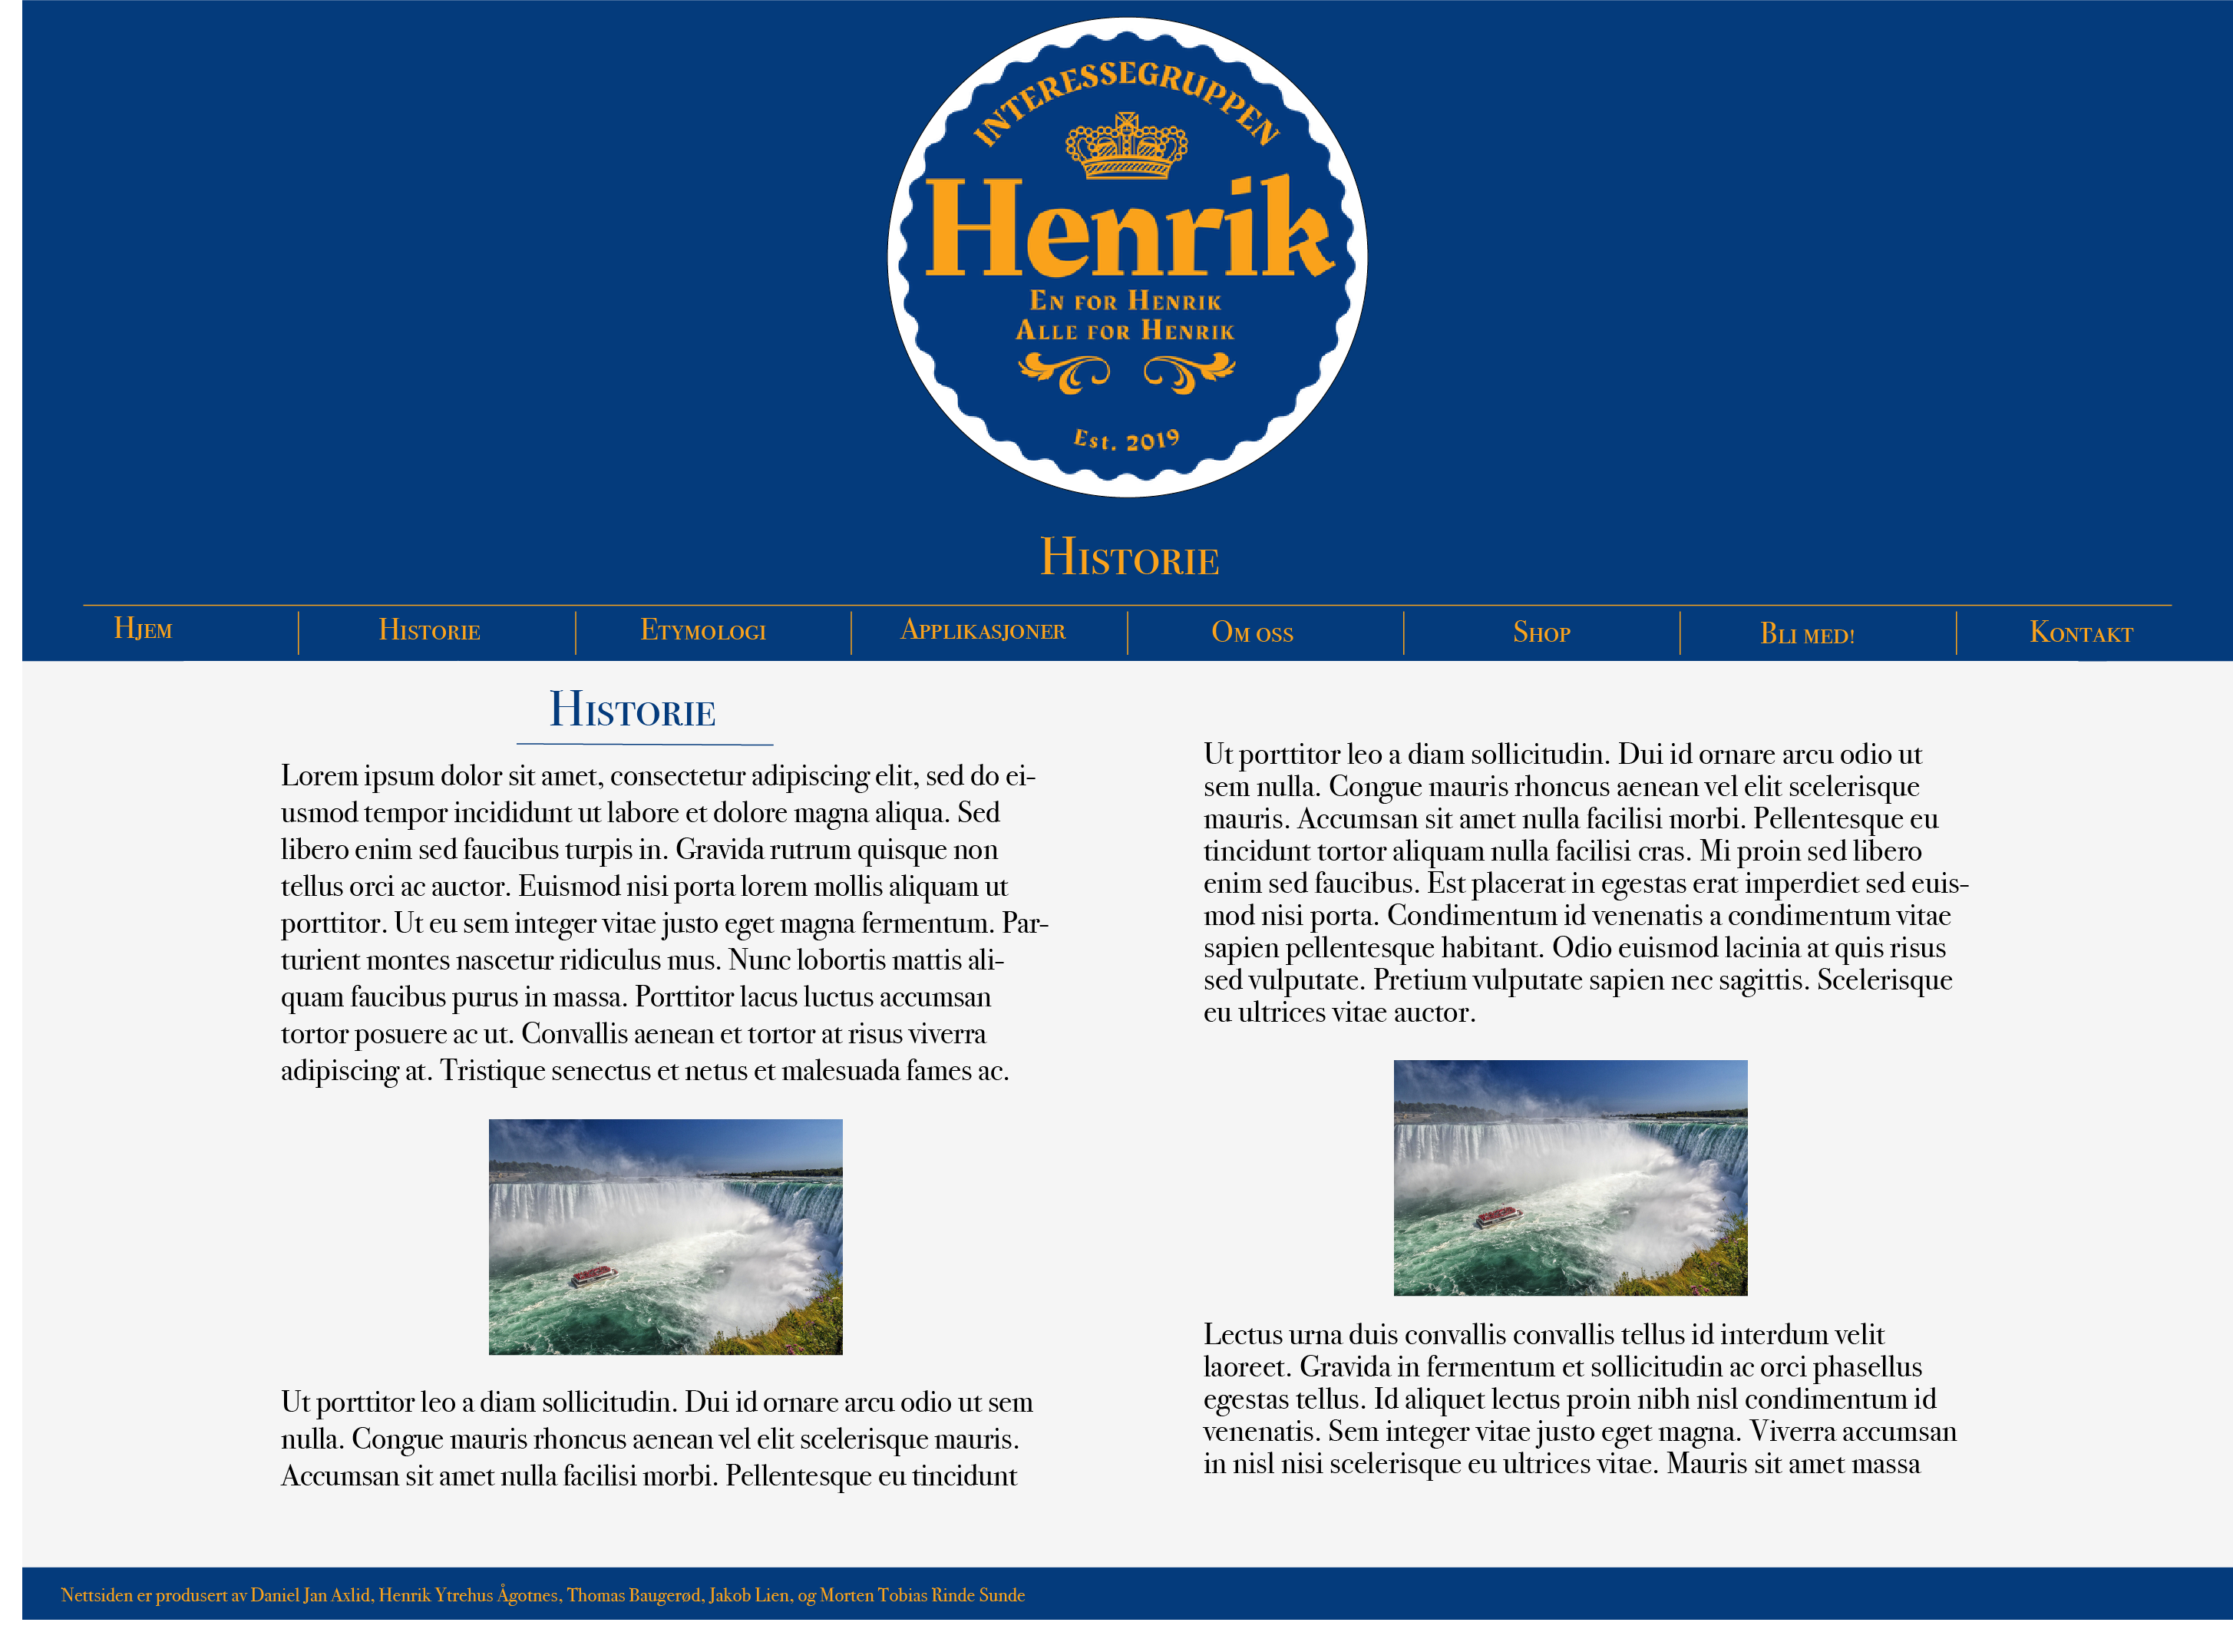 INTERESSEGRUPPEN
Henrik
EN FOR HENRIK
ALLE FOR HENRIK
Est. 2019
HISTORIE
HJEM
HISTORIE
ETYMOLOGI
APPLIKASJONER
OM OSS
SHOP
BLI MED!
KONTAKT
HISTORIE
Lorem ipsum dolor sit amet, consectetur adipiscing elit, sed do ei-
usmod tempor incididunt ut labore et dolore magna aliqua. Sed
libero enim sed faucibus turpis in. Gravida rutrum quisque non
tellus orci ac auctor. Euismod nisi porta lorem mollis aliquam ut
porttitor. Ut eu sem integer vitae justo eget magna fermentum. Par-
turient montes nascetur ridiculus mus. Nunc lobortis mattis ali-
quam faucibus purus in massa. Porttitor lacus luctus accumsan
tortor posuere ac ut. Convallis aenean et tortor at risus viverra
adipiscing at. Tristique senectus et netus et malesuada fames ac.
Ut porttitor leo a diam sollicitudin. Dui id ornare arcu odio ut sem
nulla. Congue mauris rhoncus aenean vel elit scelerisque mauris.
Accumsan sit amet nulla facilisi morbi. Pellentesque eu tincidunt
Ut porttitor leo a diam sollicitudin. Dui id ornare arcu odio ut
sem nulla. Congue mauris rhoncus aenean vel elit scelerisque
mauris. Accumsan sit amet nulla facilisi morbi. Pellentesque eu
tincidunt tortor aliquam nulla facilisi cras. Mi proin sed libero
enim sed faucibus. Est placerat in egestas erat imperdiet sed euis-
mod nisi porta. Condimentum id venenatis a condimentum vitae
sapien pellentesque habitant. Odio euismod lacinia at quis risus
sed vulputate. Pretium vulputate sapien nec sagittis. Scelerisque
eu ultrices vitae auctor.
Lectus urna duis convallis convallis tellus id interdum velit
laoreet. Gravida in fermentum et sollicitudin ac orci phasellus
egestas tellus. Id aliquet lectus proin nibh nisl condimentum id
venenatis. Sem integer vitae justo eget magna. Viverra accumsan
in nisl nisi scelerisque eu ultrices vitae. Mauris sit amet massa
Nettsiden er produsert av Daniel Jan Axlid, Henrik Ytrehus Ågotnes, Thomas Baugerød, Jakob Lien, og Morten Tobias Rinde Sunde